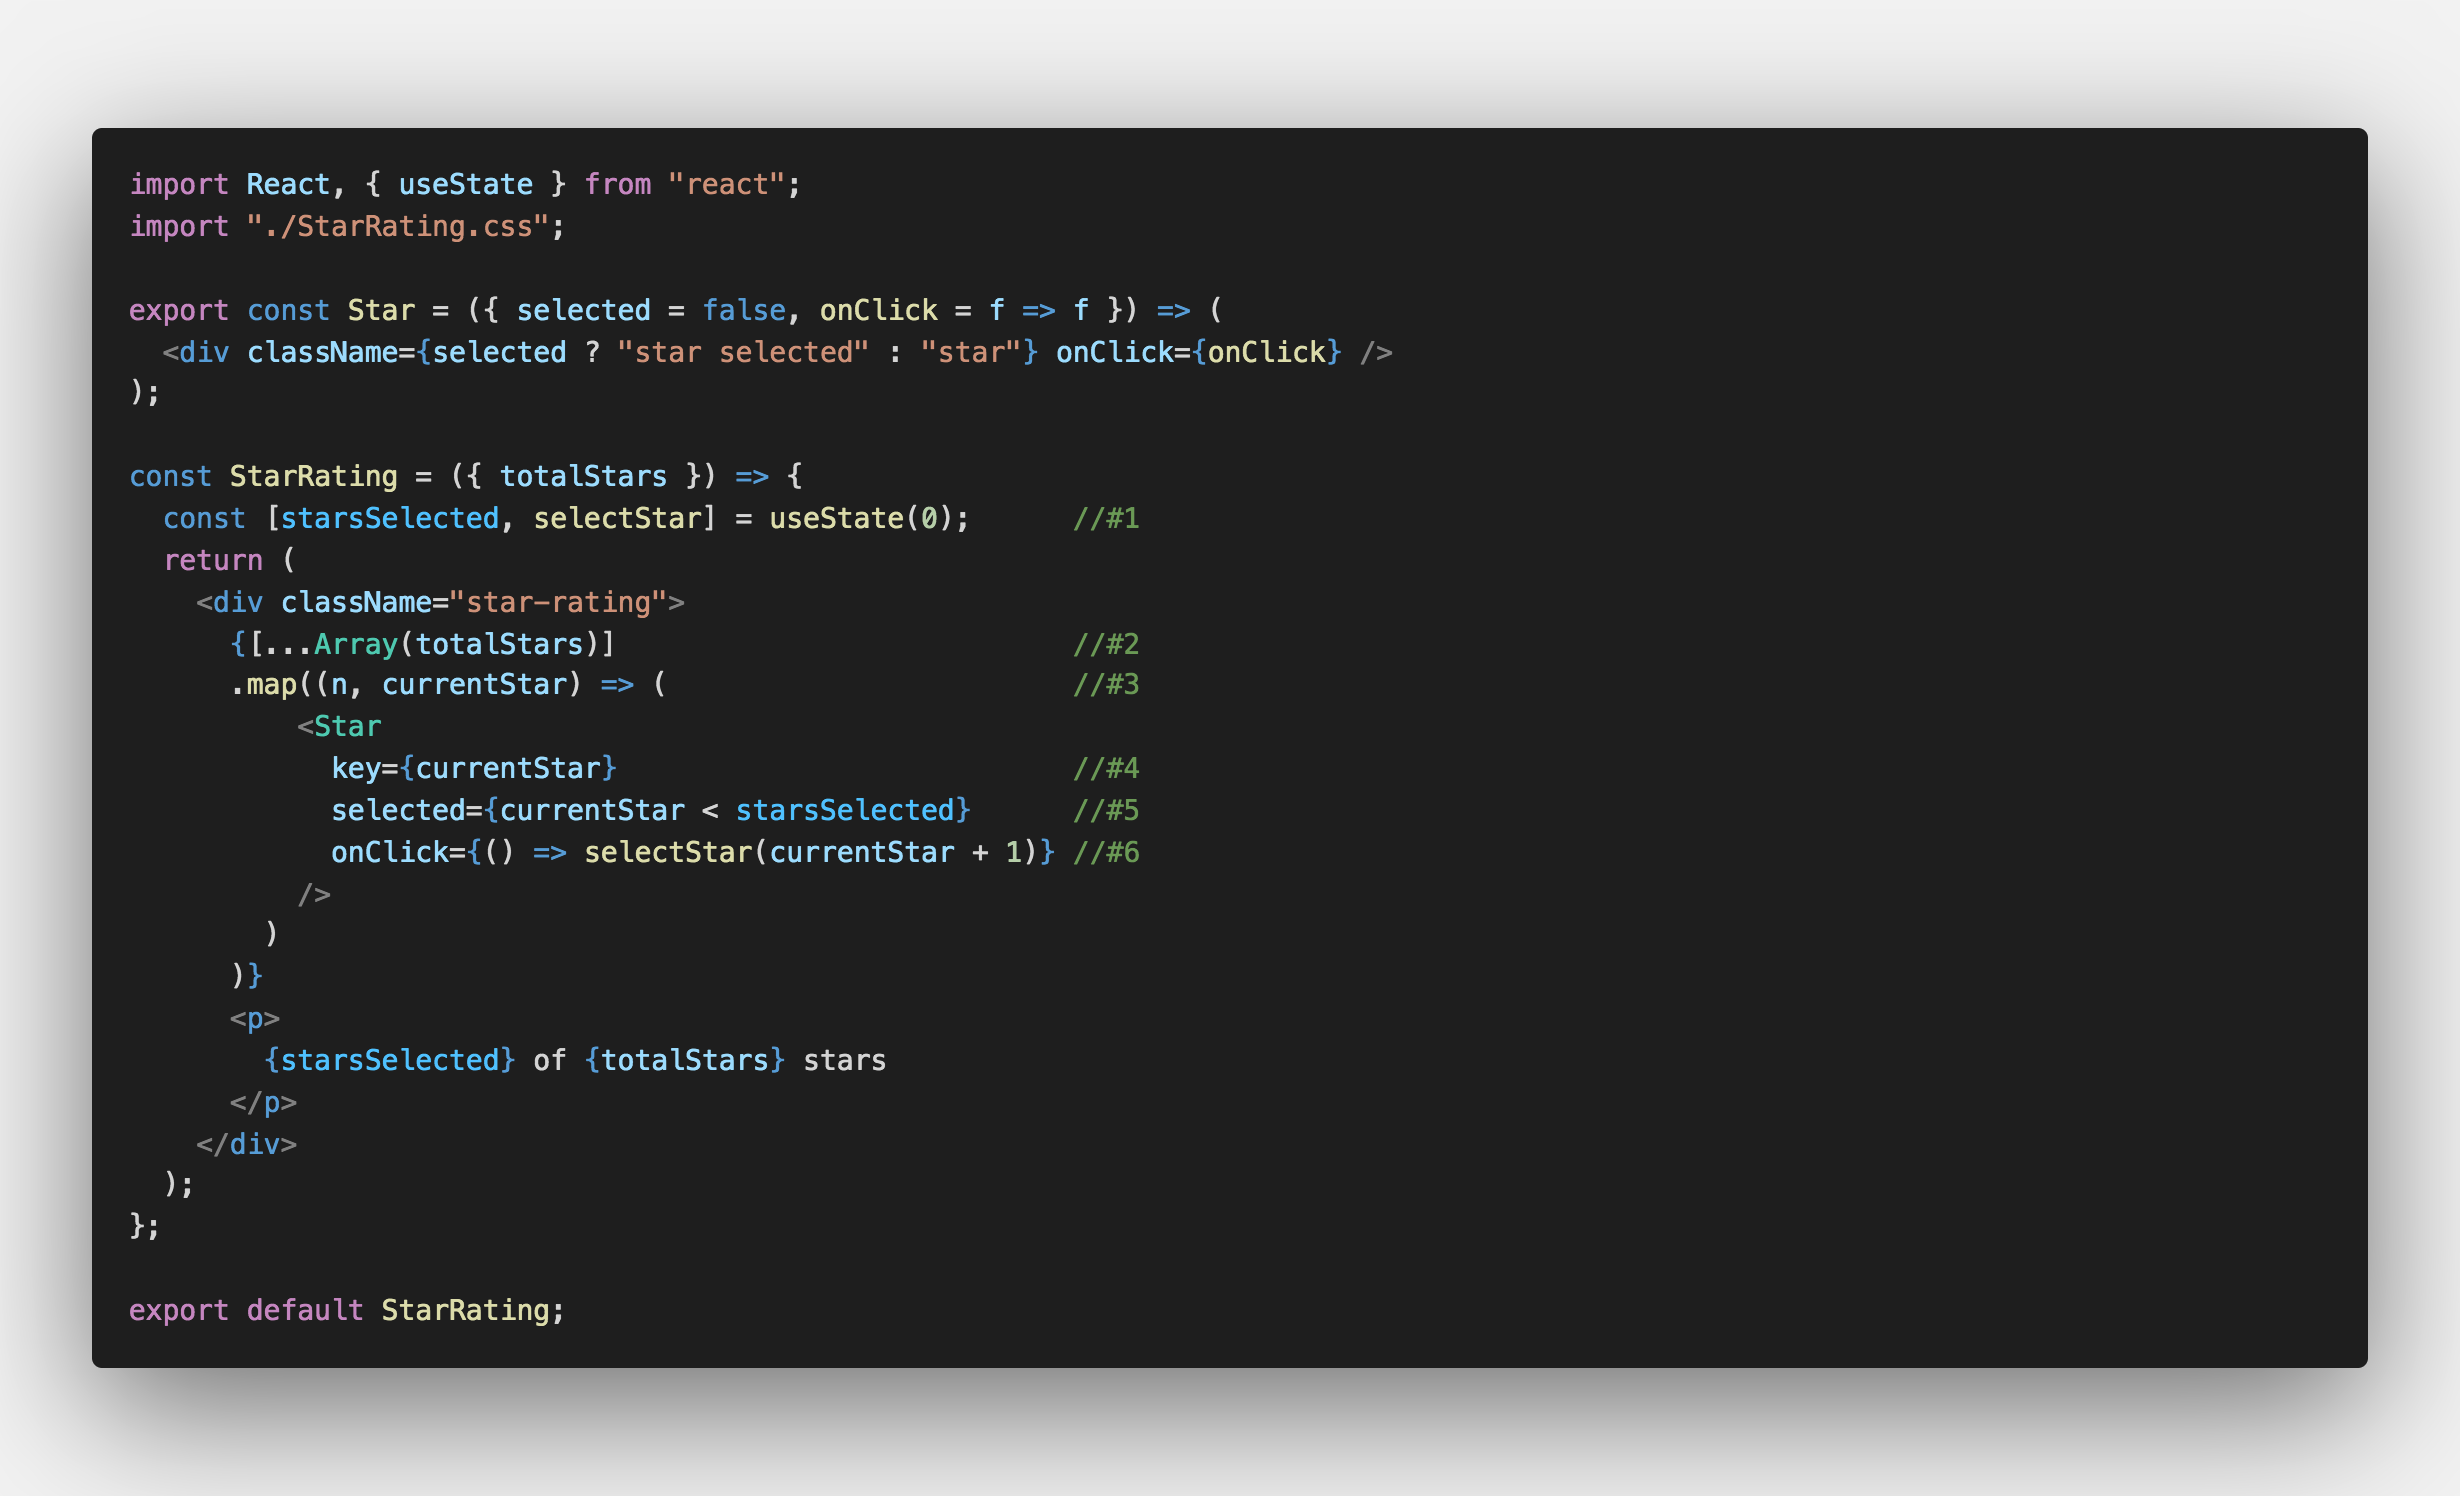 import React, { useState } from "react";
import "./StarRating.css";

export const Star = ({ selected = false, onClick = f => f }) => (
  <div className={selected ? "star selected" : "star"} onClick={onClick} />
);

const StarRating = ({ totalStars }) => {
  const [starsSelected, selectStar] = useState(0);      //#1
  return (
    <div className="star-rating">
      {[...Array(totalStars)]                           //#2
      .map((n, currentStar) => (                        //#3
          <Star
            key={currentStar}                           //#4
            selected={currentStar < starsSelected}      //#5
            onClick={() => selectStar(currentStar + 1)} //#6
          />
        )
      )}
      <p>
        {starsSelected} of {totalStars} stars
      </p>
    </div>
  );
};

export default StarRating;